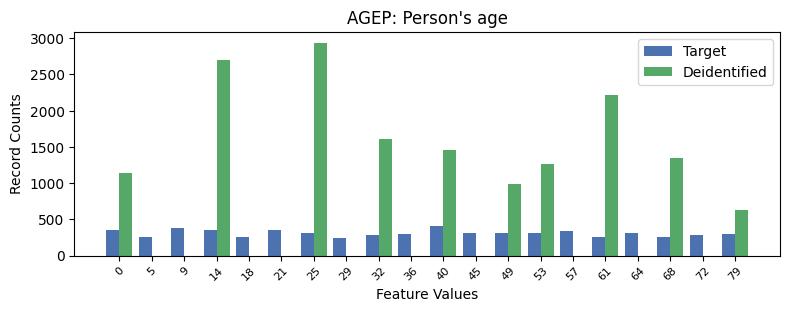 AGEP: Person's age
Target
Deidentified
Record Counts
3000
2500
2000
1500
1000
500
0
0 5 9 14 18 21 25 29 32 36 40 45 49 53 57 61 64 68 72 79
Feature Values